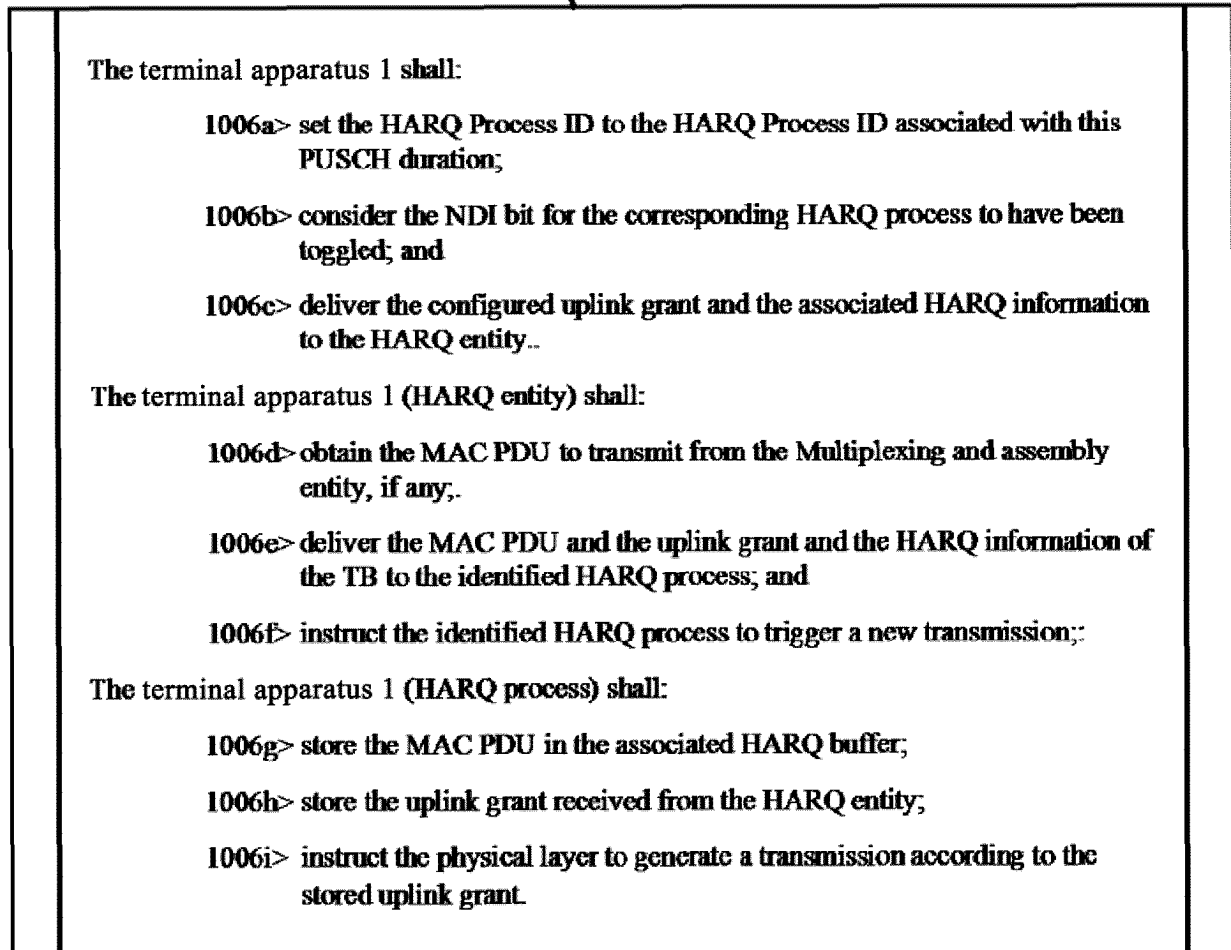 The terminal apparatus 1 shall:
1006a> set the HARQ Process ID to the HARQ Process ID associated with this
PUSCH duration;
1006b> consider the NDI bit for the corresponding HARQ process to have been
toggled; and
1006c> deliver the configured uplink grant and the associated HARQ information
to the HARQ entity..
The terminal apparatus 1 (HARQ entity) shall:
1006d> obtain the MAC PDU to transmit from the Multiplexing and assembly
entity, if any;.
1006e> deliver the MAC PDU and the uplink grant and the HARQ information of
the TB to the identified HARQ process; and
1006f> instruct the identified HARQ process to trigger a new transmission;:
The terminal apparatus 1 (HARQ process) shall:
1006g> store the MAC PDU in the associated HARQ buffer;
1006h> store the uplink grant received from the HARQ entity;
1006i> instruct the physical layer to generate a transmission according to the
stored uplink grant.